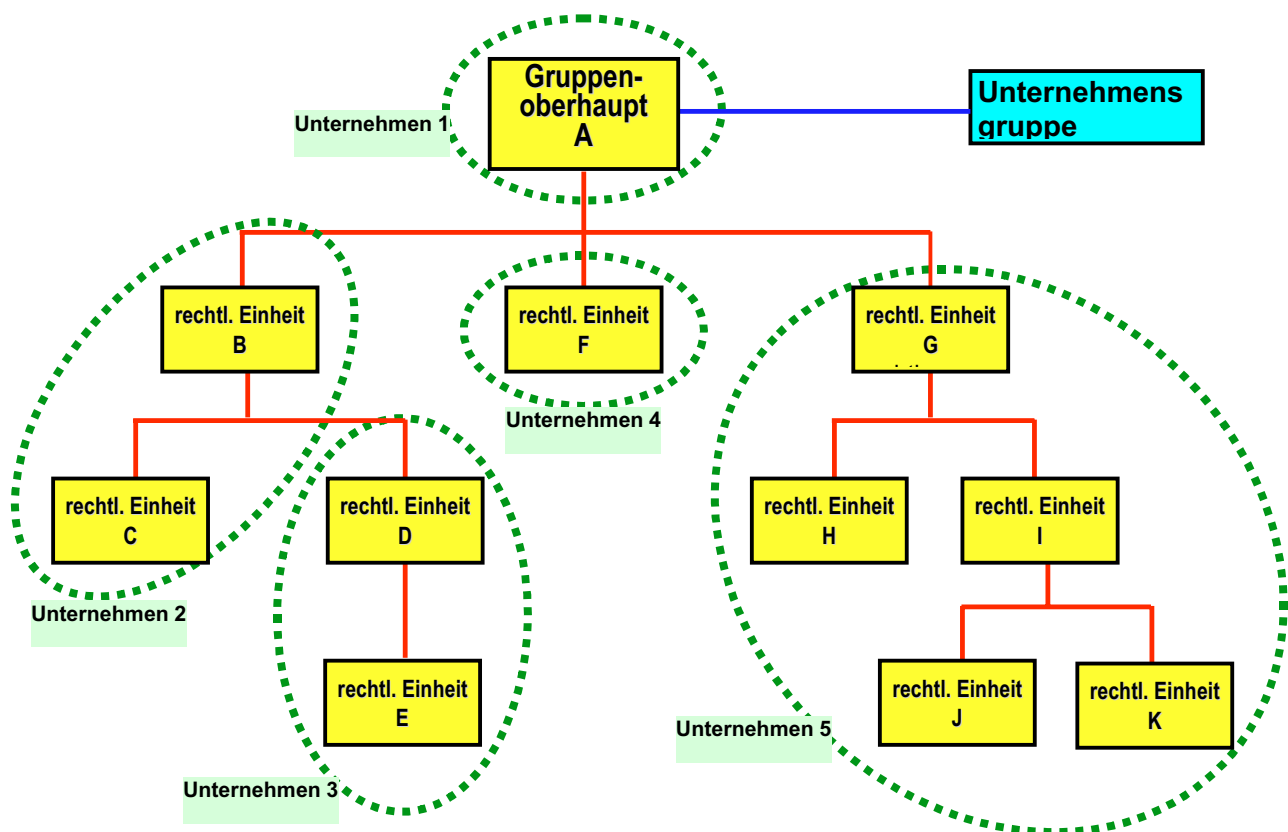 Gruppen-
oberhaupt
A
Unternehmens
gruppe
Unternehmen 1
rechtl. Einheit
B
rechtl. Einheit
F
rechtl. Einheit
G
Unternehmen 4
rechtl. Einheit
C
rechtl. Einheit
D
rechtl. Einheit
H
rechtl. Einheit
I
Unternehmen 2
rechtl. Einheit
E
rechtl. Einheit
J
rechtl. Einheit
K
Unternehmen 5
Unternehmen 3